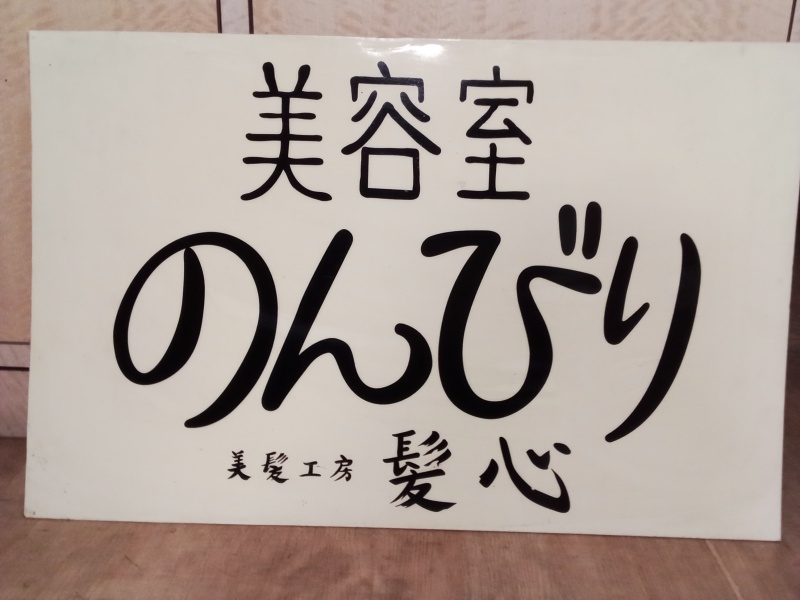 美容室
のんびり
美髪工房 髪心